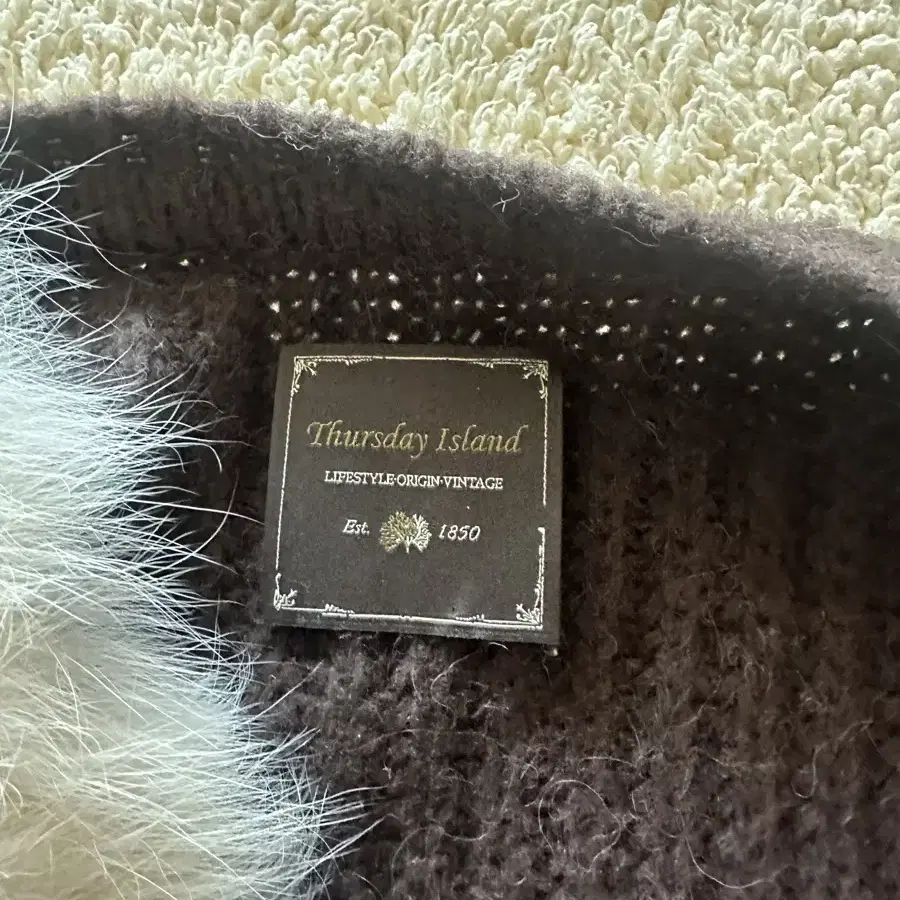 Thursday Island
LIFESTYLE·ORIGIN·VINTAGE
Est. 1850